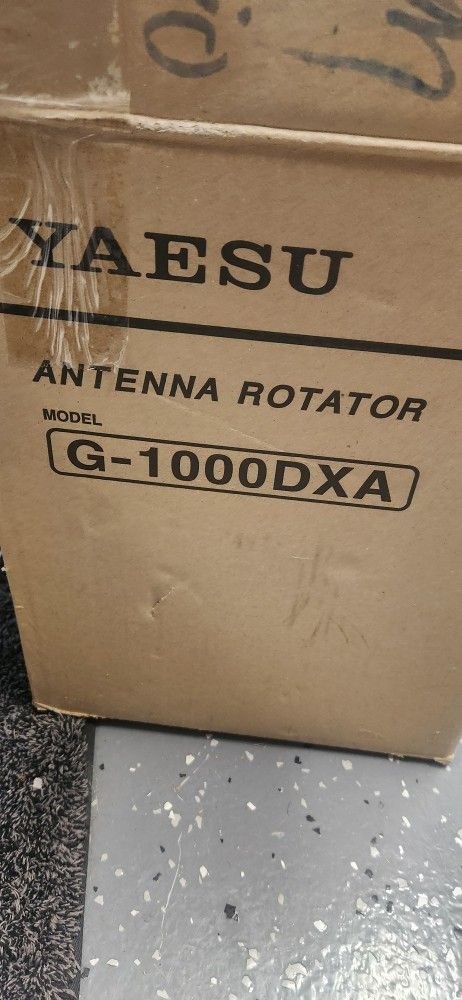 YAESU
ANTENNA ROTATOR
MODEL
G-1000DXA